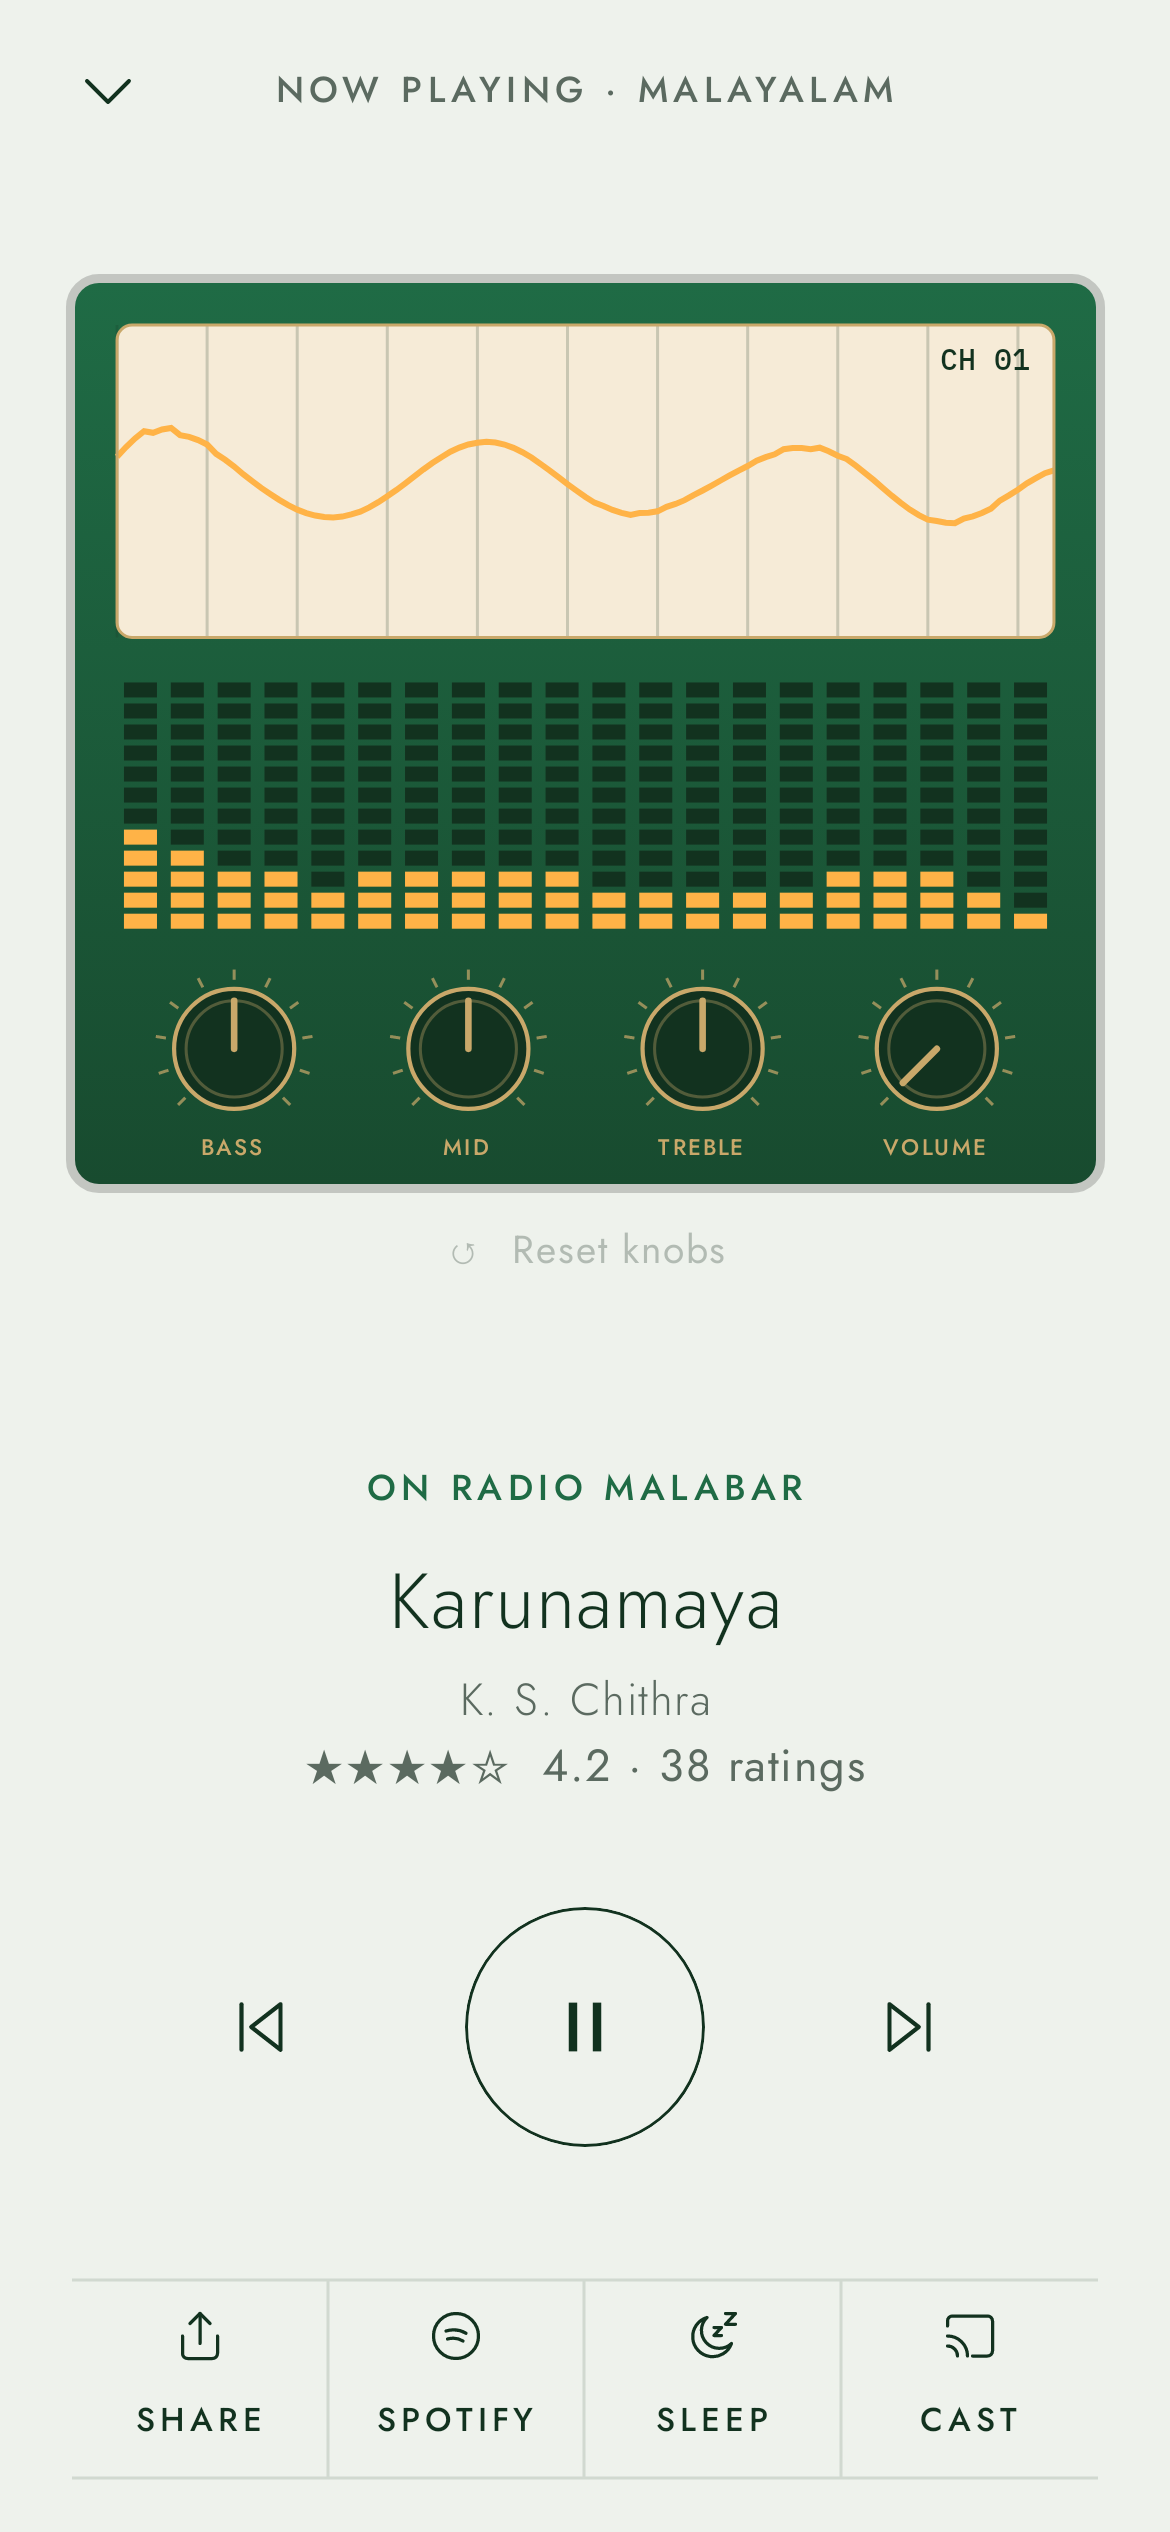 NOW PLAYING · MALAYALAM
CH 01
BASS MID TREBLE VOLUME
Reset knobs
ON RADIO MALABAR
Karunamaya
K. S. Chithra
★★★★☆ 4.2 · 38 ratings
SHARE SPOTIFY SLEEP CAST